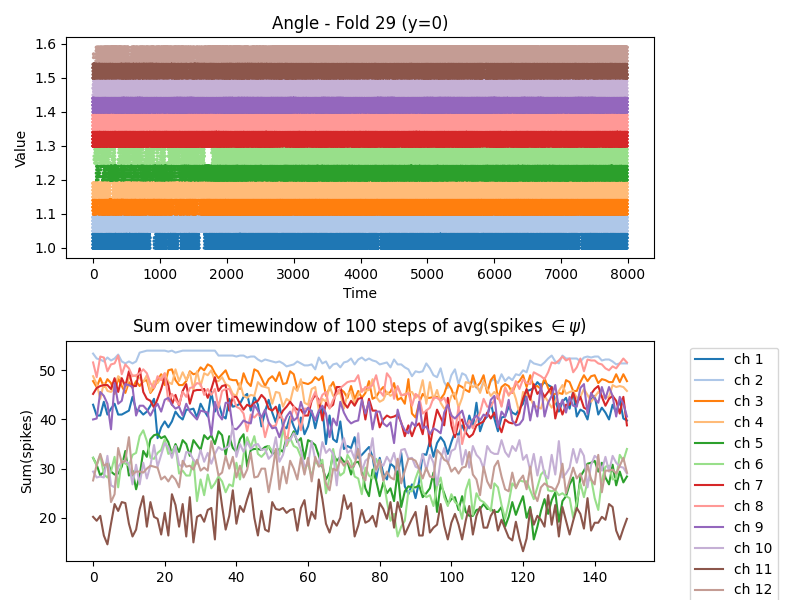 Angle - Fold 29 (y=0)
1.6
1.5
1.4
1.3
1.2
1.1
1.0
Value
0 1000 2000 3000 4000 5000 6000 7000 8000
Time
Sum over timewindow of 100 steps of avg(spikes ∈ ψ)
50
40
30
20
Sum(spikes)
0 20 40 60 80 100 120 140
ch 1
ch 2
ch 3
ch 4
ch 5
ch 6
ch 7
ch 8
ch 9
ch 10
ch 11
ch 12